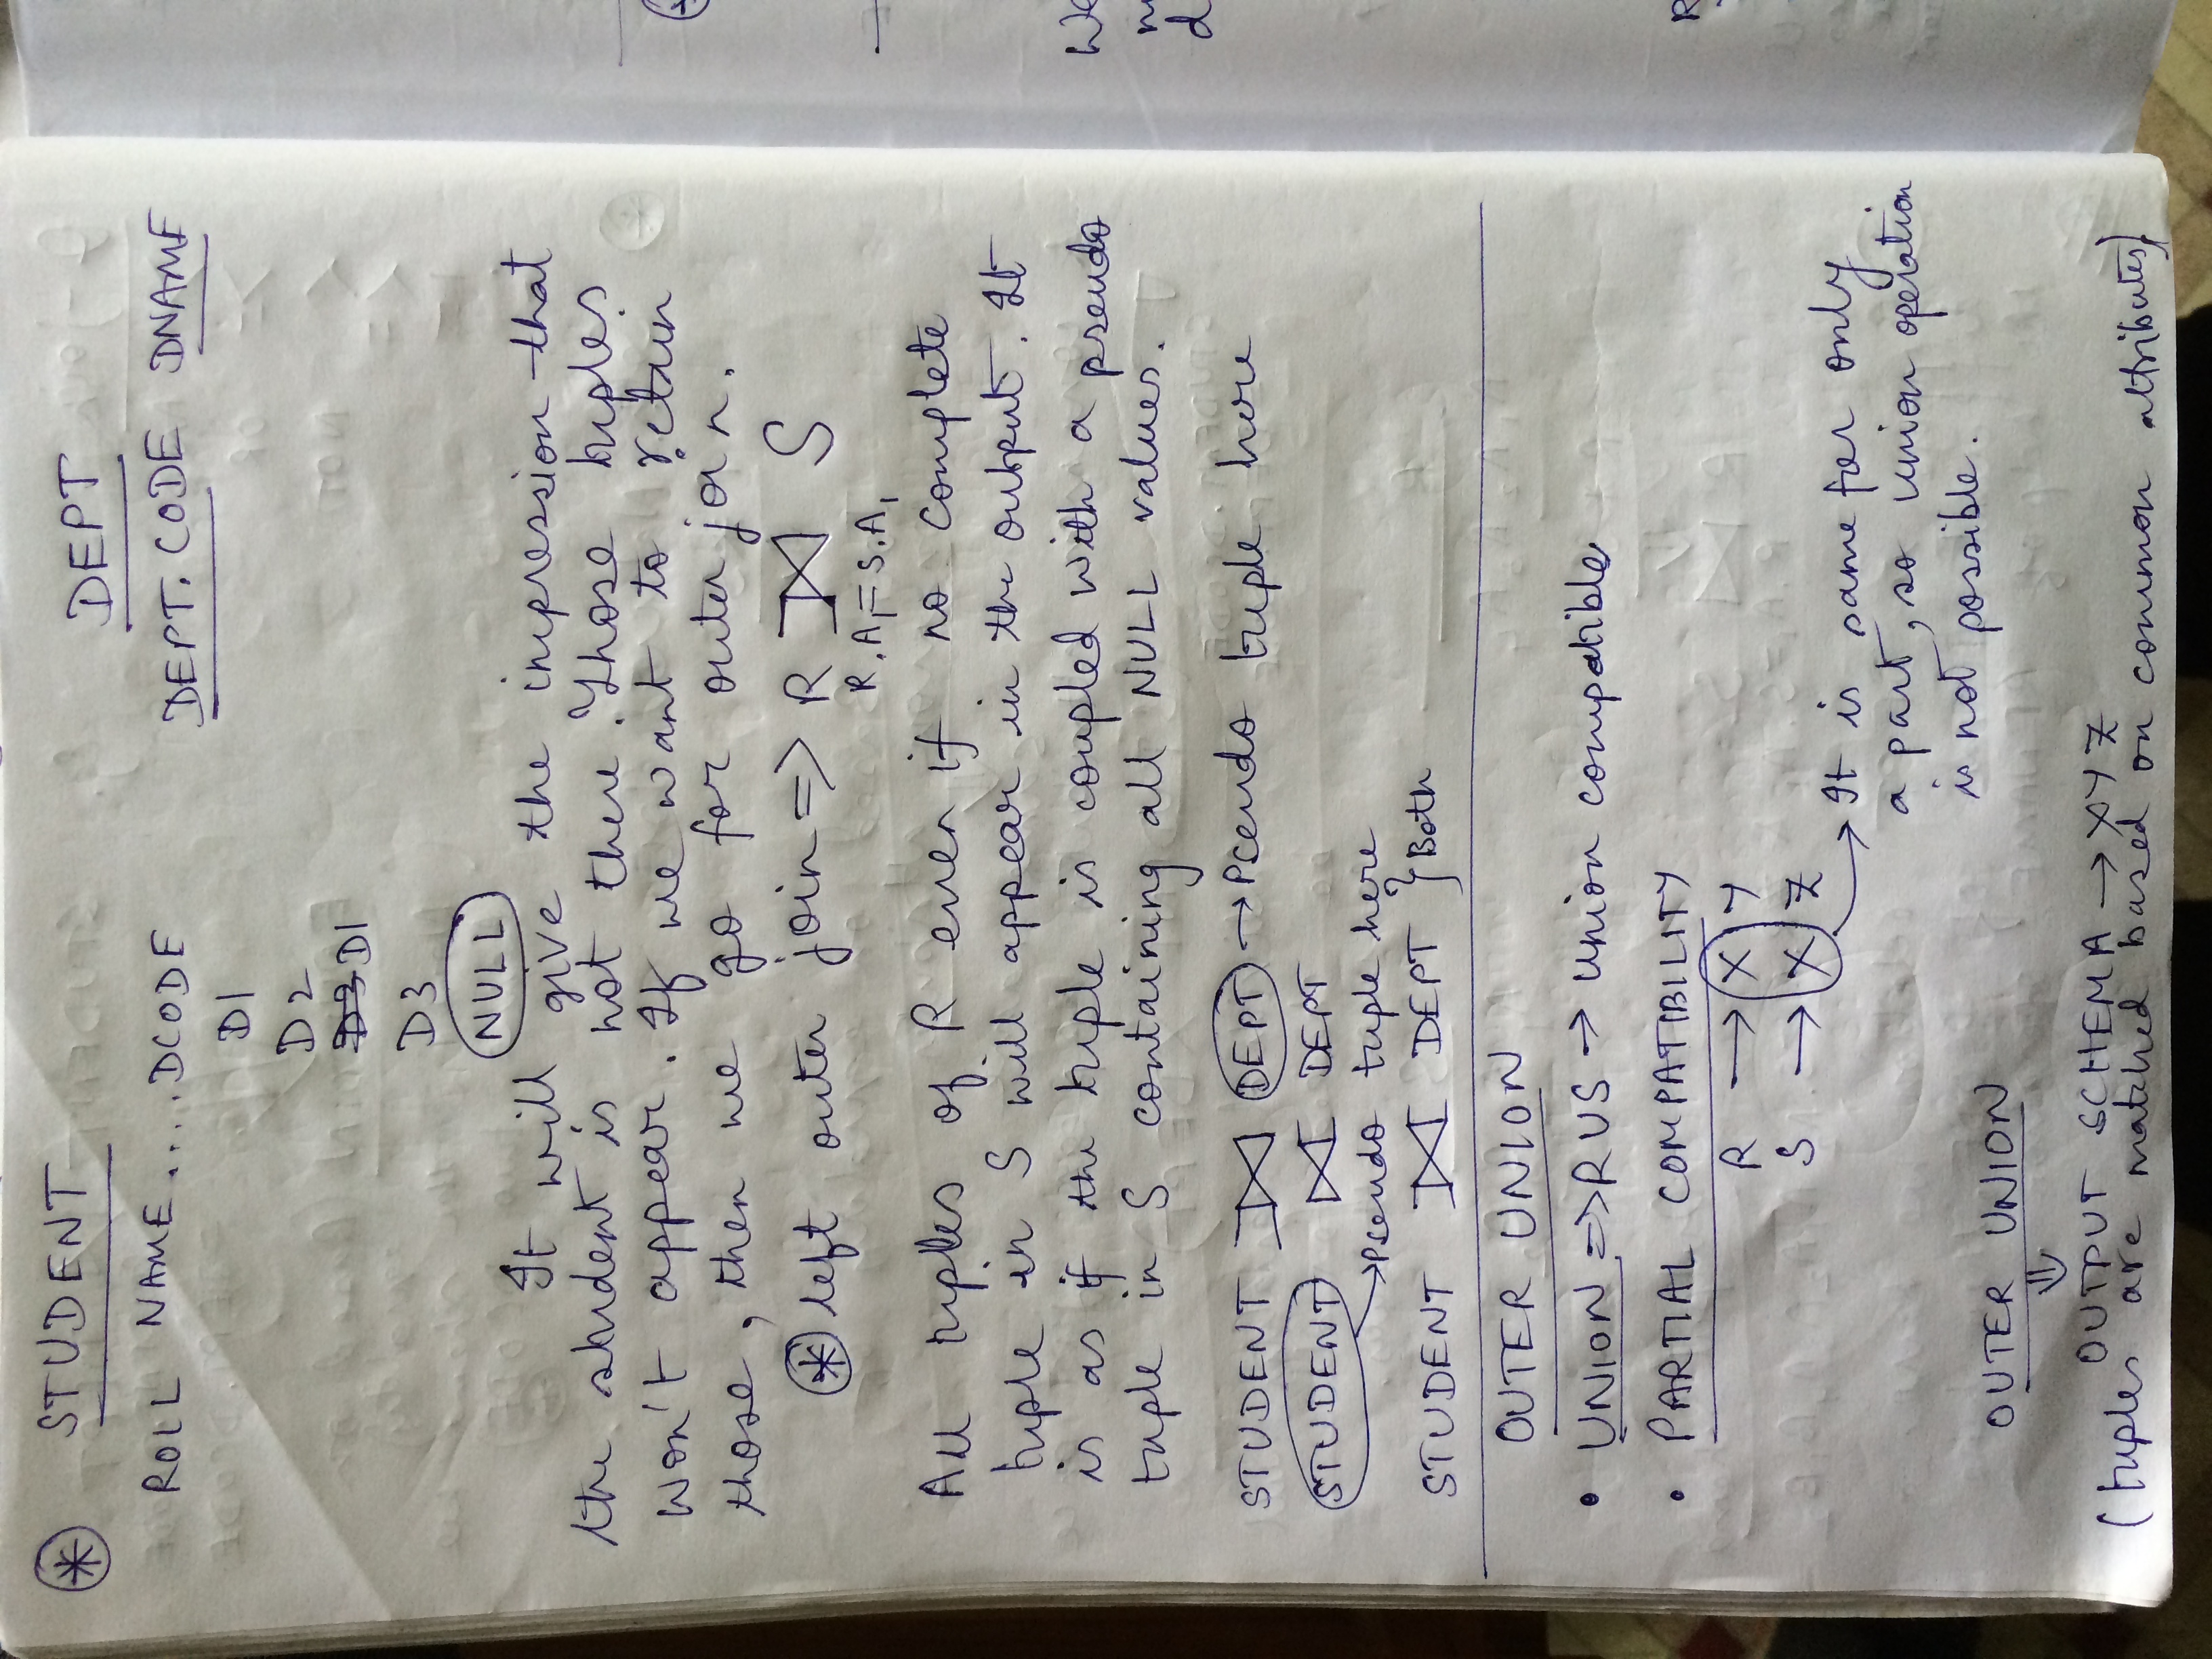 STUDENT DEPT
ROLL NAME.... DCODE DEPT. CODE DNAME
D1
D2
D1
D3
NULL
It will give the impression that
the student is not there. Those tuples
won't appear. If we want to retain
those, then we go for outer join.
* left outer join => R ⟕ S
R.A₁=S.A₁
All tuples of R even if no complete
tuple in S will appear in the output. It
is as if the tuple is coupled with a pseudo
tuple in S containing all NULL values.
STUDENT ⟕ DEPT → Pseudo tuple here
STUDENT ⟖ DEPT
→ Pseudo tuple here
STUDENT ⟗ DEPT } Both
OUTER UNION
• UNION => R U S → union compatible
• PARTIAL COMPATIBILITY
R → X Y
S → X Z
→ It is same for only
a part, so union operation
is not possible.
OUTER UNION
⇓
OUTPUT SCHEMA → XYZ
(tuples are matched based on common attributes)